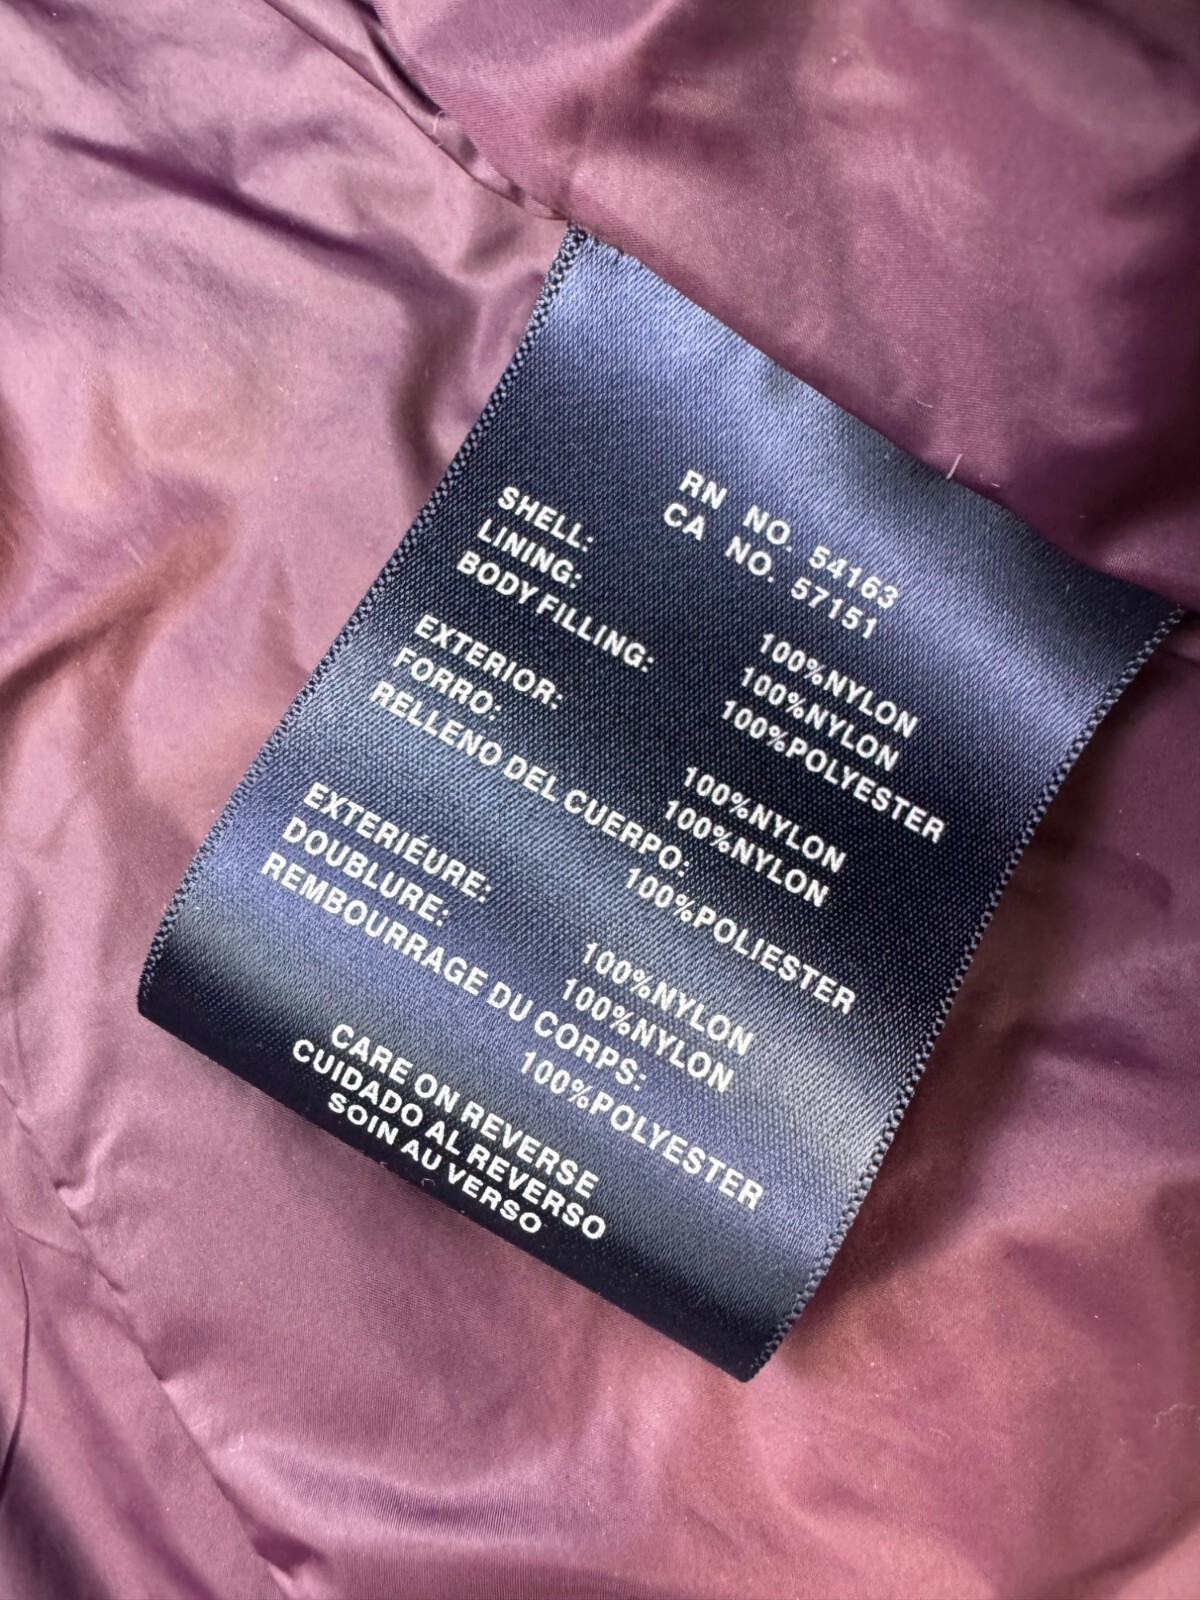 RN NO. 54163
CA NO. 57151
SHELL: 100%NYLON
LINING: 100%NYLON
BODY FILLING: 100%POLYESTER
EXTERIOR: 100%NYLON
FORRO: 100%NYLON
RELLENO DEL CUERPO:
100%POLIESTER
EXTERIÉURE: 100%NYLON
DOUBLURE: 100%NYLON
REMBOURRAGE DU CORPS:
100%POLYESTER
CARE ON REVERSE
CUIDADO AL REVERSO
SOIN AU VERSO